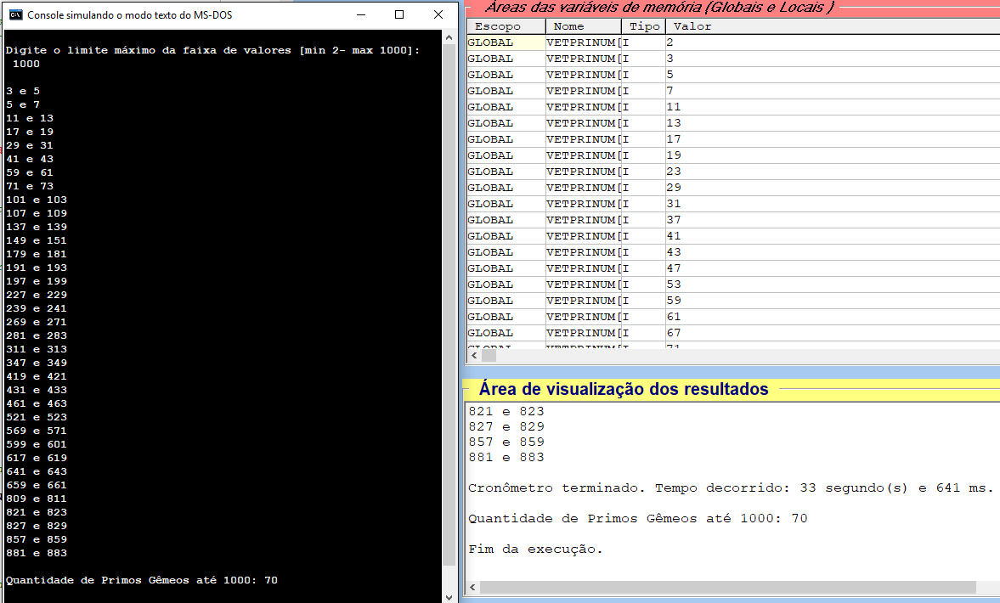 Console simulando o modo texto do MS-DOS
Digite o limite máximo da faixa de valores [min 2- max 1000]:
1000
3 e 5
5 e 7
11 e 13
17 e 19
29 e 31
41 e 43
59 e 61
71 e 73
101 e 103
107 e 109
137 e 139
149 e 151
179 e 181
191 e 193
197 e 199
227 e 229
239 e 241
269 e 271
281 e 283
311 e 313
347 e 349
419 e 421
431 e 433
461 e 463
521 e 523
569 e 571
599 e 601
617 e 619
641 e 643
659 e 661
809 e 811
821 e 823
827 e 829
857 e 859
881 e 883
Quantidade de Primos Gêmeos até 1000: 70
Áreas das variáveis de memória (Globais e Locais )
Escopo Nome Tipo Valor
GLOBAL VETPRINUM[I 2
GLOBAL VETPRINUM[I 3
GLOBAL VETPRINUM[I 5
GLOBAL VETPRINUM[I 7
GLOBAL VETPRINUM[I 11
GLOBAL VETPRINUM[I 13
GLOBAL VETPRINUM[I 17
GLOBAL VETPRINUM[I 19
GLOBAL VETPRINUM[I 23
GLOBAL VETPRINUM[I 29
GLOBAL VETPRINUM[I 31
GLOBAL VETPRINUM[I 37
GLOBAL VETPRINUM[I 41
GLOBAL VETPRINUM[I 43
GLOBAL VETPRINUM[I 47
GLOBAL VETPRINUM[I 53
GLOBAL VETPRINUM[I 59
GLOBAL VETPRINUM[I 61
GLOBAL VETPRINUM[I 67
GLOBAL VETPRINUM[I 71
Área de visualização dos resultados
821 e 823
827 e 829
857 e 859
881 e 883
Cronômetro terminado. Tempo decorrido: 33 segundo(s) e 641 ms.
Quantidade de Primos Gêmeos até 1000: 70
Fim da execução.